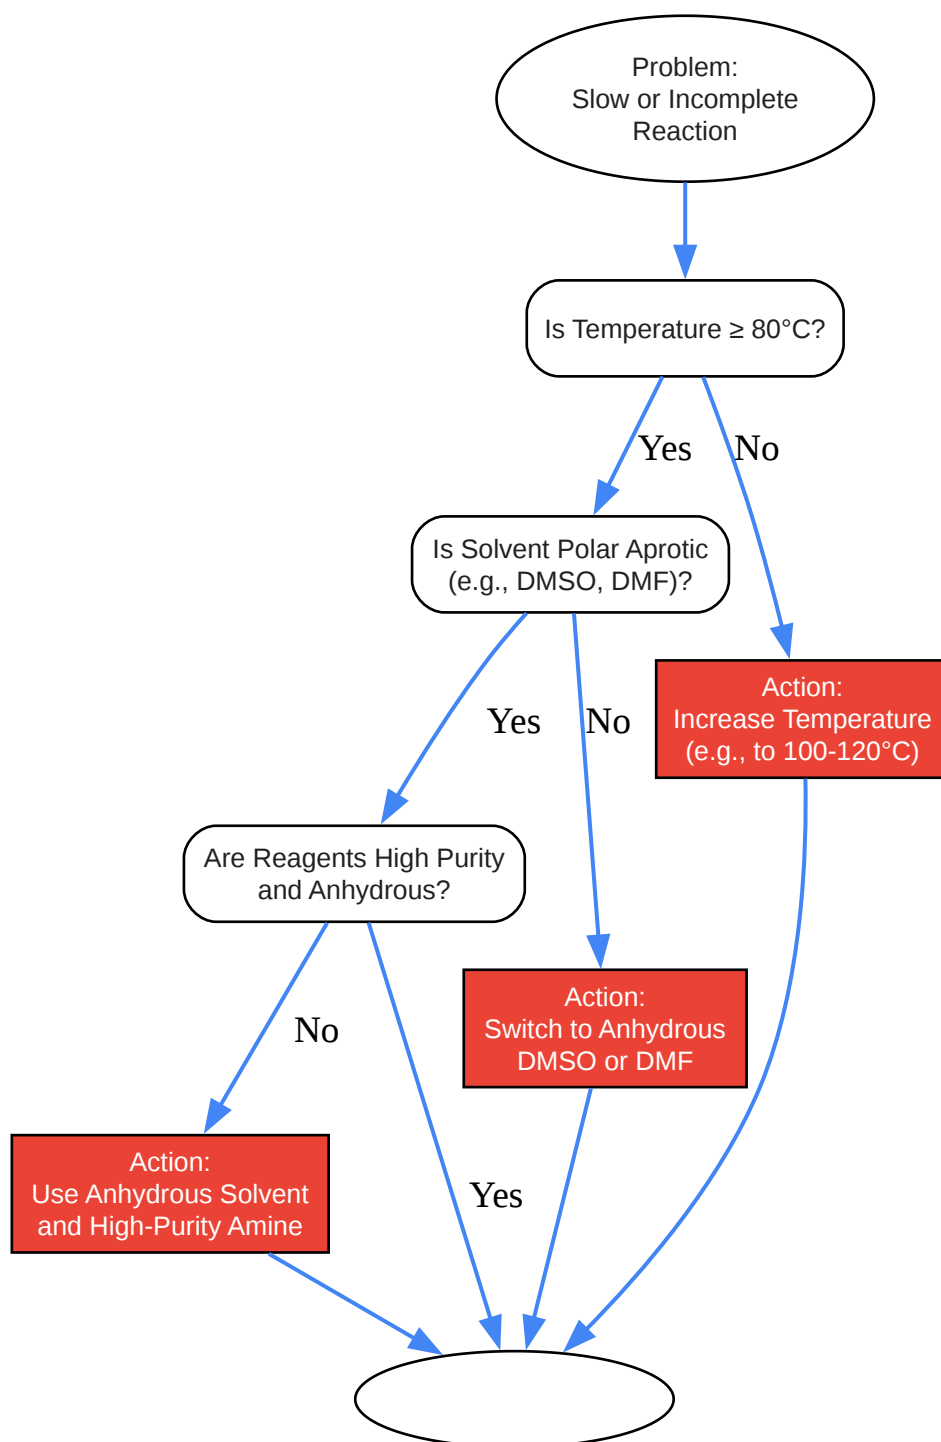 Problem:
Slow or Incomplete
Reaction
Is Temperature ≥ 80°C?
Yes
No
Is Solvent Polar Aprotic
(e.g., DMSO, DMF)?
Yes
No
Action:
Increase Temperature
(e.g., to 100-120°C)
Are Reagents High Purity
and Anhydrous?
No
Yes
Action:
Switch to Anhydrous
DMSO or DMF
Action:
Use Anhydrous Solvent
and High-Purity Amine